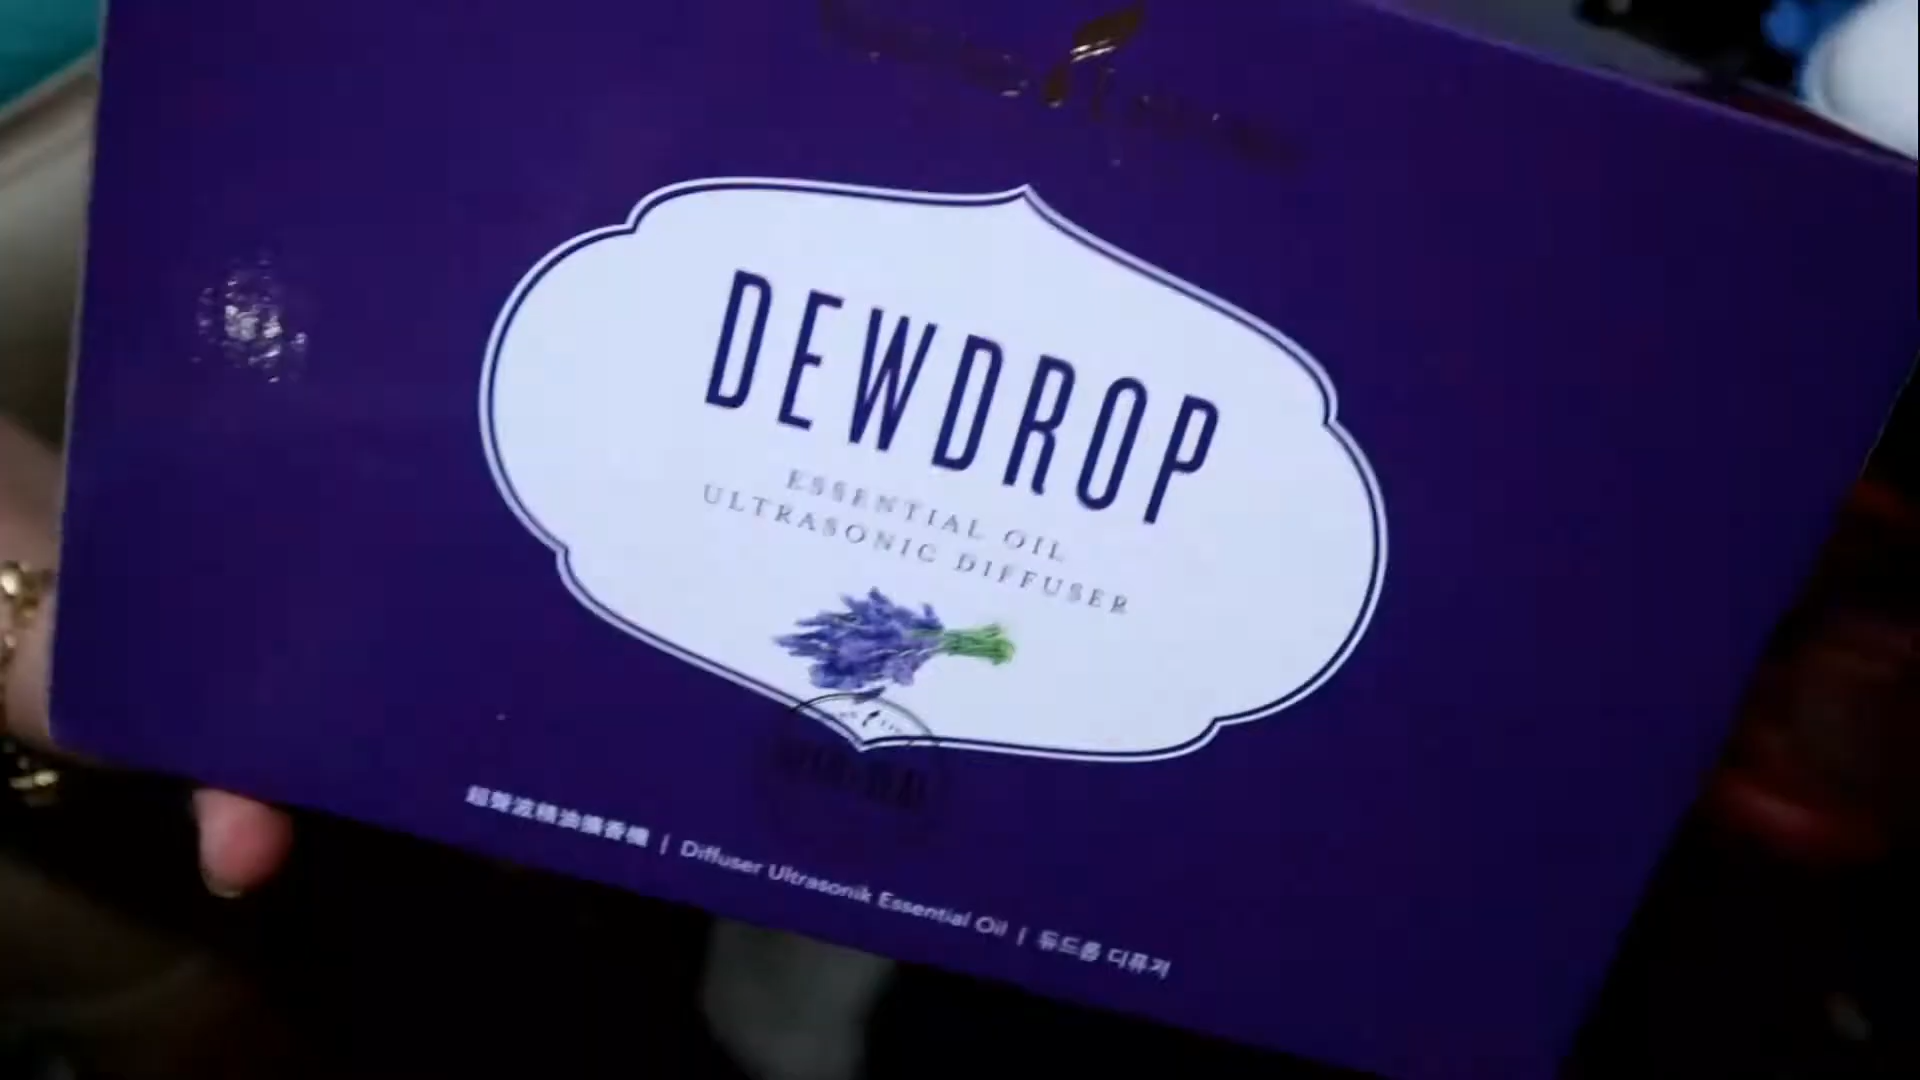 DEWDROP
ESSENTIAL OIL
ULTRASONIC DIFFUSER
超聲波精油擴香機 | Diffuser Ultrasonik Essential Oil | 듀드롭 디퓨저